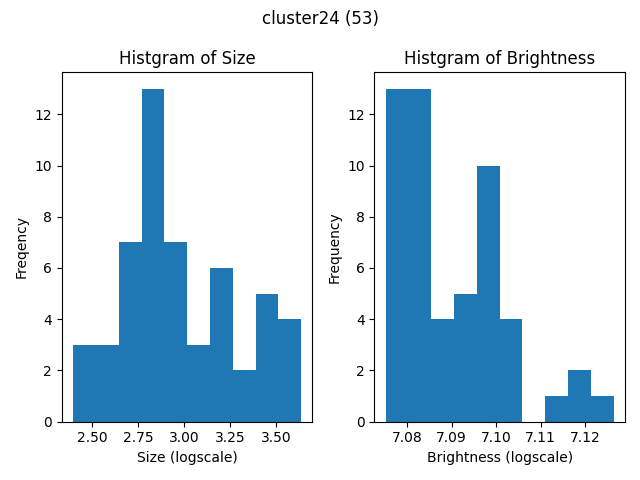 cluster24 (53)
Histgram of Size
Histgram of Brightness
12
10
8
6
4
2
0
Freqency
2.50 2.75 3.00 3.25 3.50
Size (logscale)
12
10
8
6
4
2
0
Frequency
7.08 7.09 7.10 7.11 7.12
Brightness (logscale)